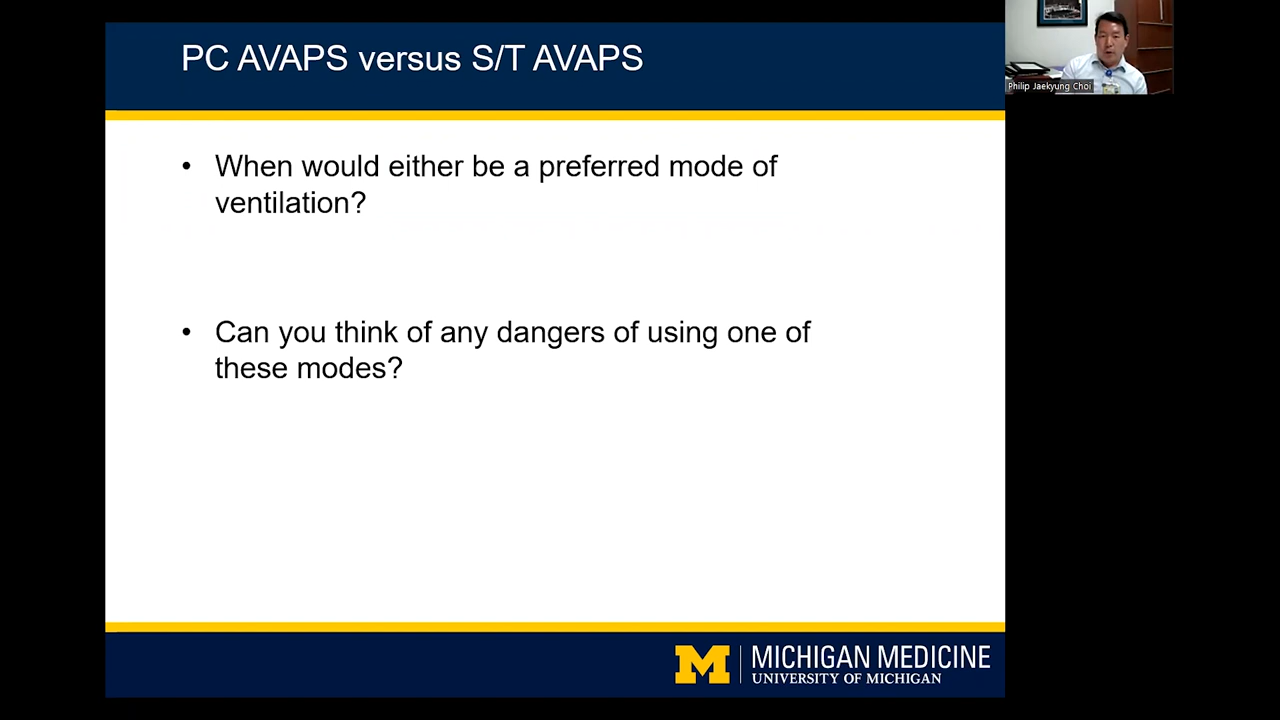 PC AVAPS versus S/T AVAPS
Philip Jaekyung Choi
• When would either be a preferred mode of
ventilation?
• Can you think of any dangers of using one of
these modes?
M MICHIGAN MEDICINE
UNIVERSITY OF MICHIGAN